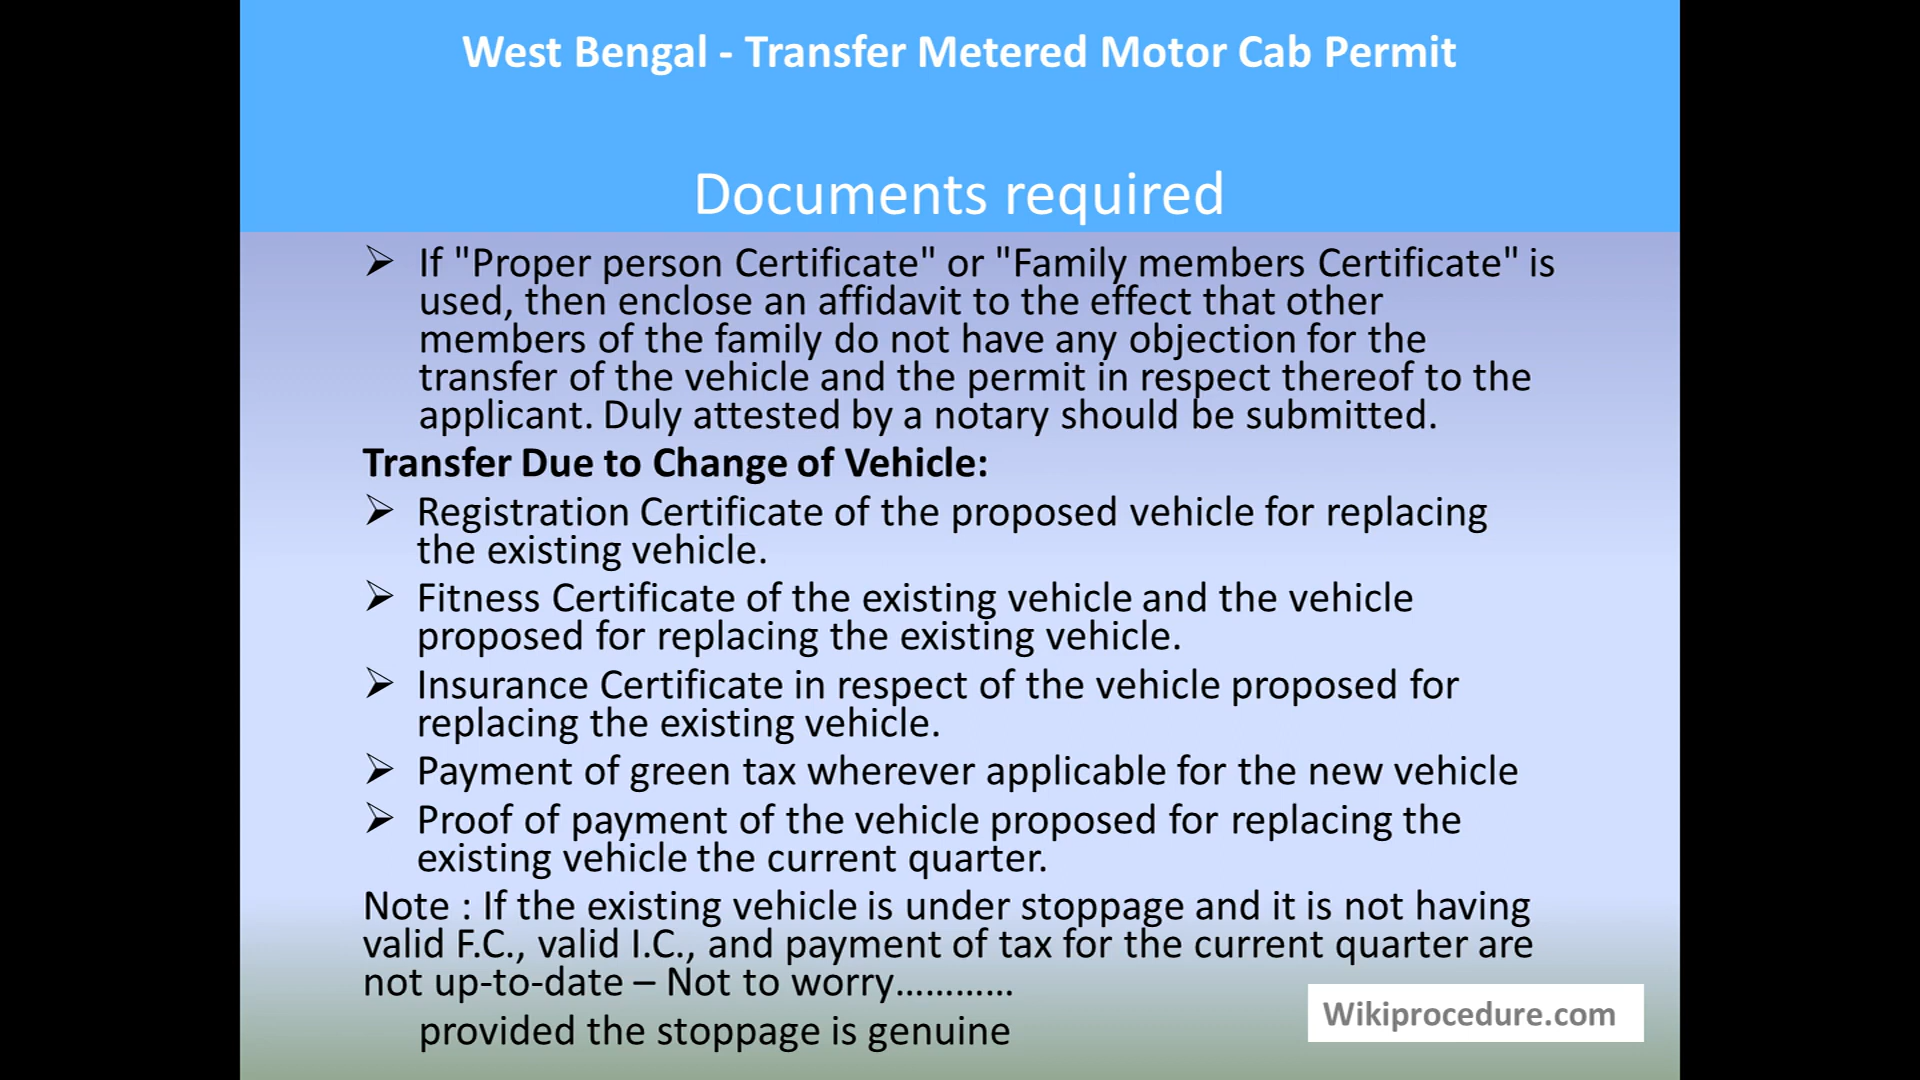 West Bengal - Transfer Metered Motor Cab Permit
Documents required
➢ If "Proper person Certificate" or "Family members Certificate" is
used, then enclose an affidavit to the effect that other
members of the family do not have any objection for the
transfer of the vehicle and the permit in respect thereof to the
applicant. Duly attested by a notary should be submitted.
Transfer Due to Change of Vehicle:
➢ Registration Certificate of the proposed vehicle for replacing
the existing vehicle.
➢ Fitness Certificate of the existing vehicle and the vehicle
proposed for replacing the existing vehicle.
➢ Insurance Certificate in respect of the vehicle proposed for
replacing the existing vehicle.
➢ Payment of green tax wherever applicable for the new vehicle
➢ Proof of payment of the vehicle proposed for replacing the
existing vehicle the current quarter.
Note : If the existing vehicle is under stoppage and it is not having
valid F.C., valid I.C., and payment of tax for the current quarter are
not up-to-date – Not to worry…………
provided the stoppage is genuine
Wikiprocedure.com